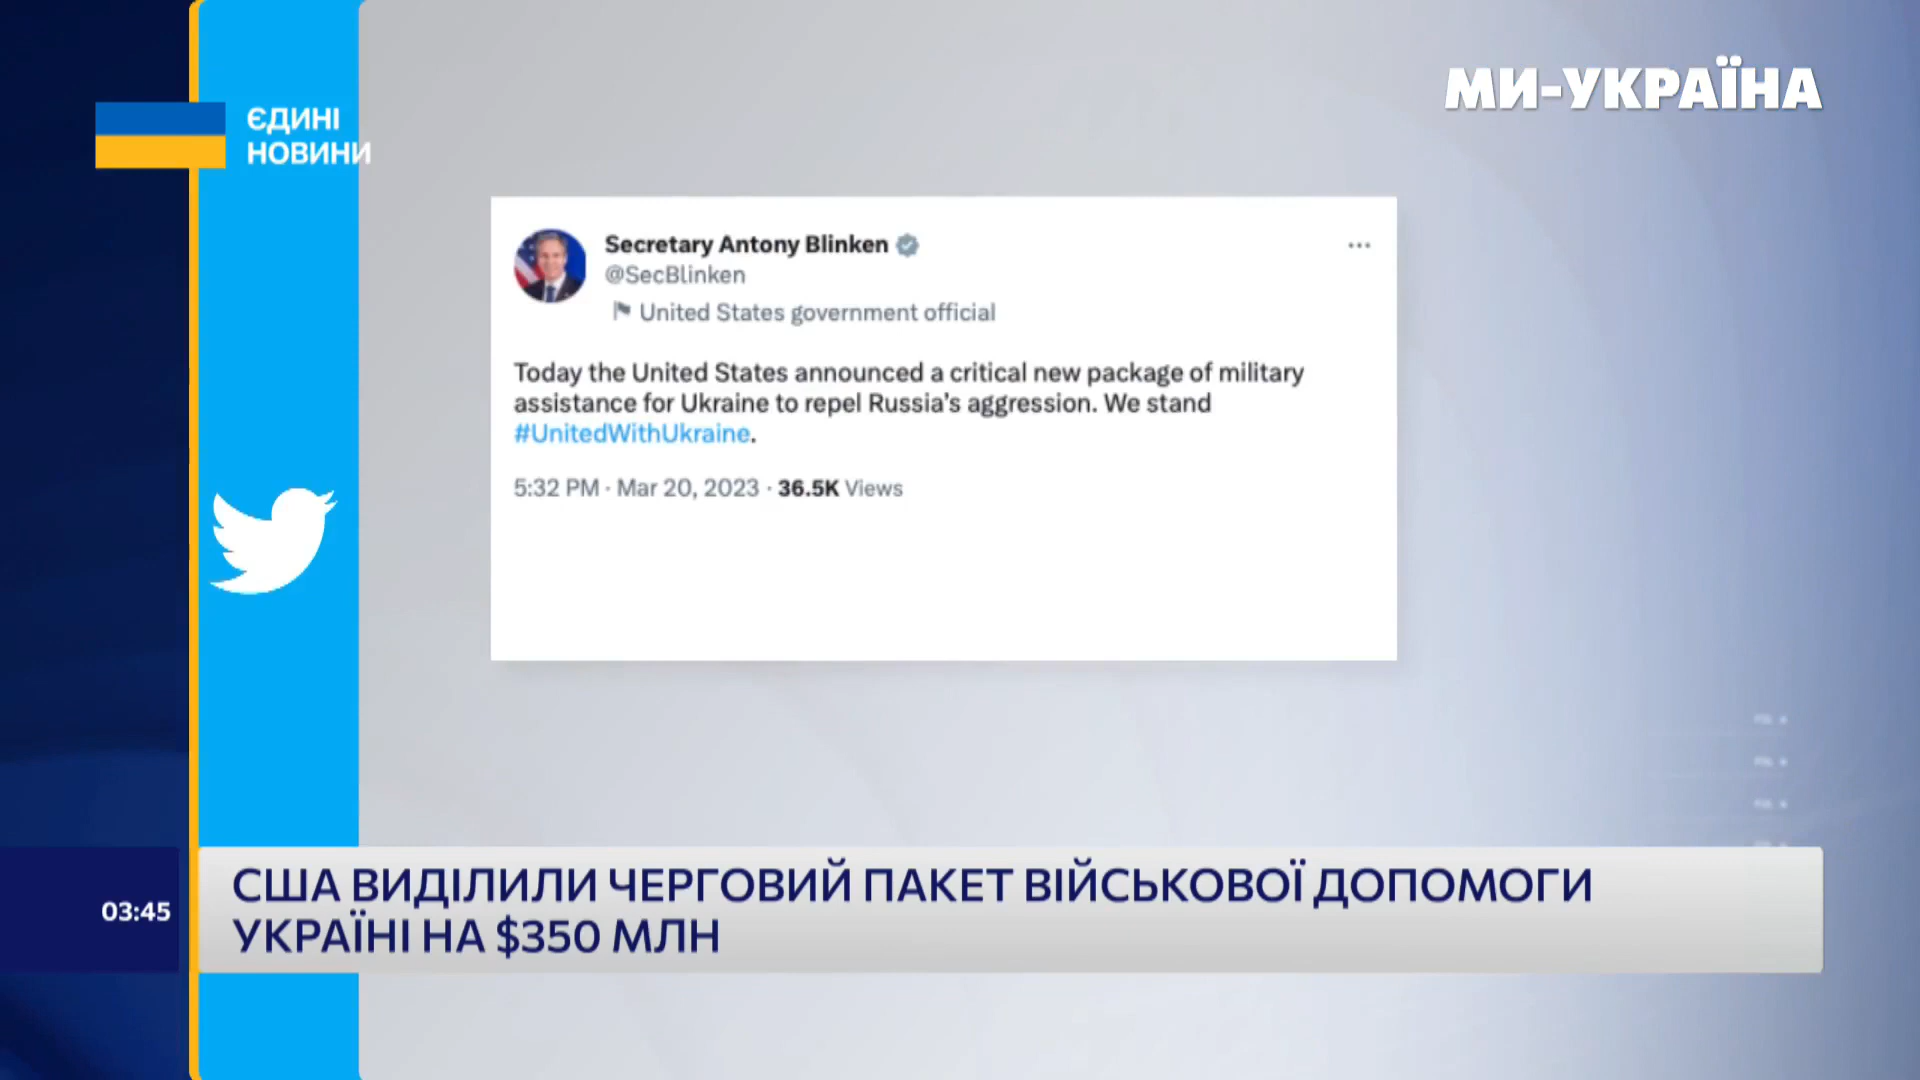 ЄДИНІ
НОВИНИ
МИ-УКРАЇНА
Secretary Antony Blinken
@SecBlinken
United States government official
Today the United States announced a critical new package of military
assistance for Ukraine to repel Russia's aggression. We stand
#UnitedWithUkraine.
5:32 PM · Mar 20, 2023 · 36.5K Views
03:45
США ВИДІЛИЛИ ЧЕРГОВИЙ ПАКЕТ ВІЙСЬКОВОЇ ДОПОМОГИ
УКРАЇНІ НА $350 МЛН